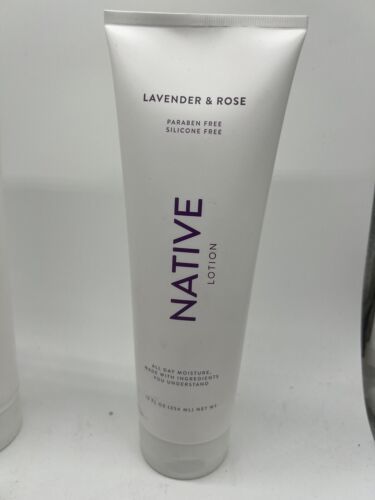 LAVENDER & ROSE
PARABEN FREE
SILICONE FREE
NATIVE
LOTION
ALL DAY MOISTURE,
MADE WITH INGREDIENTS
YOU UNDERSTAND
12 FL OZ (354 ML) NET WT